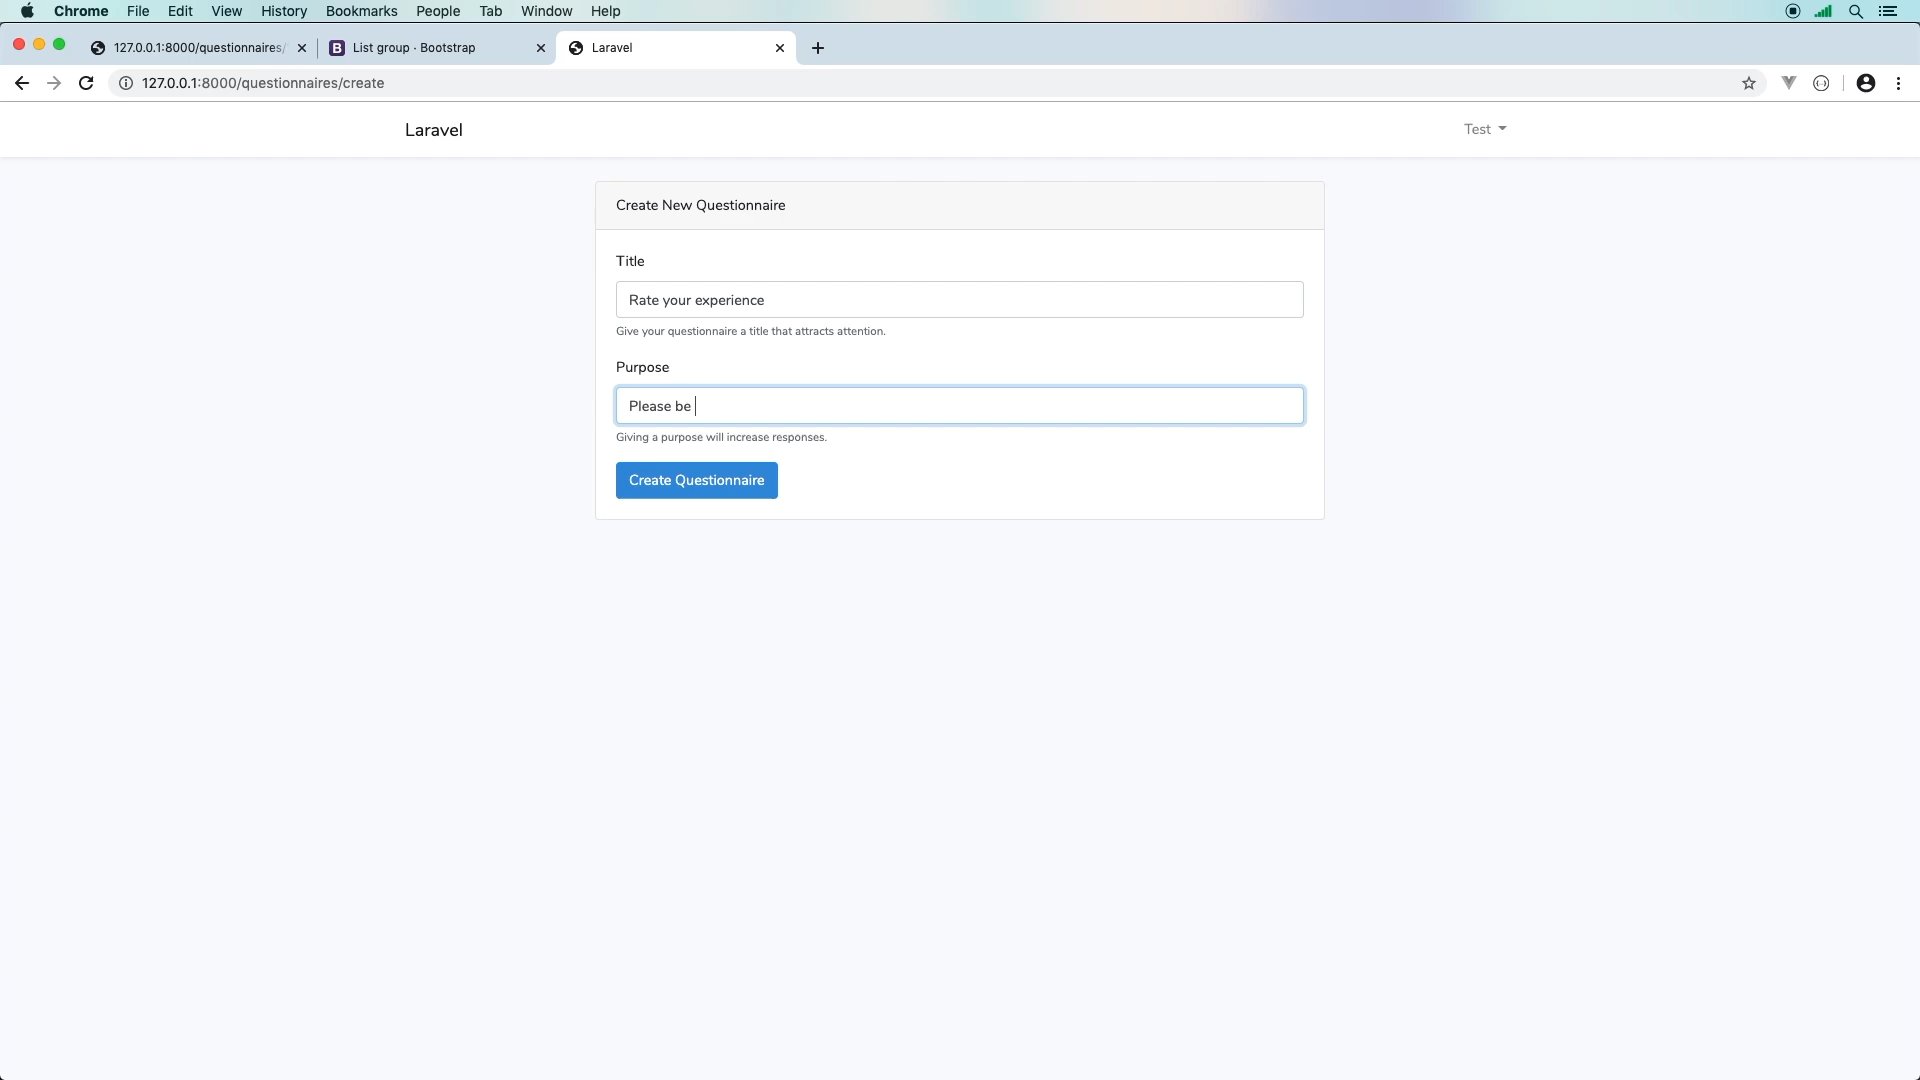 Chrome File Edit View History Bookmarks People Tab Window Help
127.0.0.1:8000/questionnaires/
List group · Bootstrap
Laravel
127.0.0.1:8000/questionnaires/create
Laravel
Test
Create New Questionnaire
Title
Rate your experience
Give your questionnaire a title that attracts attention.
Purpose
Please be
Giving a purpose will increase responses.
Create Questionnaire